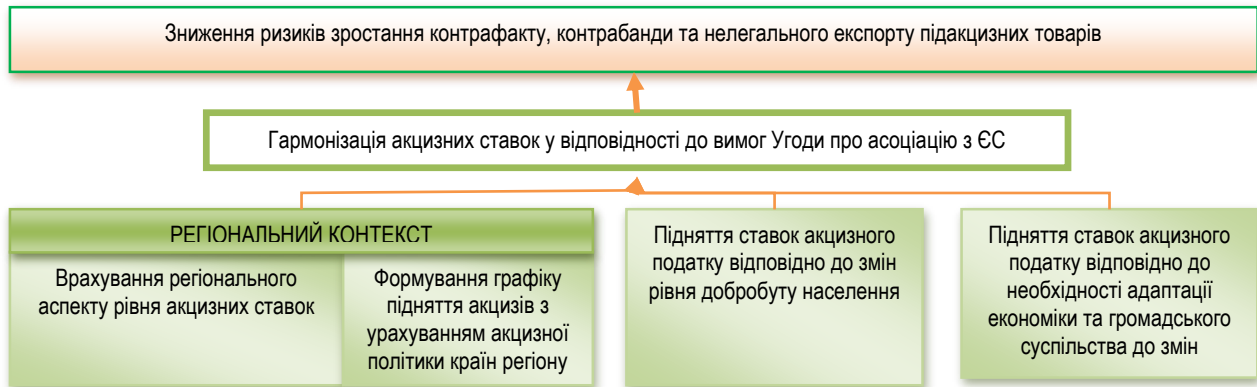 Зниження ризиків зростання контрафакту, контрабанди та нелегального експорту підакцизних товарів
Гармонізація акцизних ставок у відповідності до вимог Угоди про асоціацію з ЄС
РЕГІОНАЛЬНИЙ КОНТЕКСТ
Врахування регіонального
аспекту рівня акцизних ставок
Формування графіку
підняття акцизів з
урахуванням акцизної
політики країн регіону
Підняття ставок акцизного
податку відповідно до змін
рівня добробуту населення
Підняття ставок акцизного
податку відповідно до
необхідності адаптації
економіки та громадського
суспільства до змін